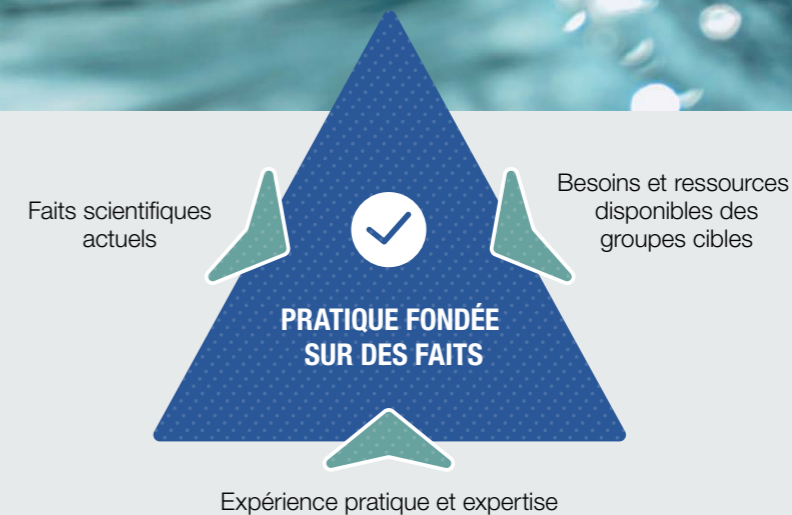 Faits scientifiques
actuels
Besoins et ressources
disponibles des
groupes cibles
PRATIQUE FONDÉE
SUR DES FAITS
Expérience pratique et expertise